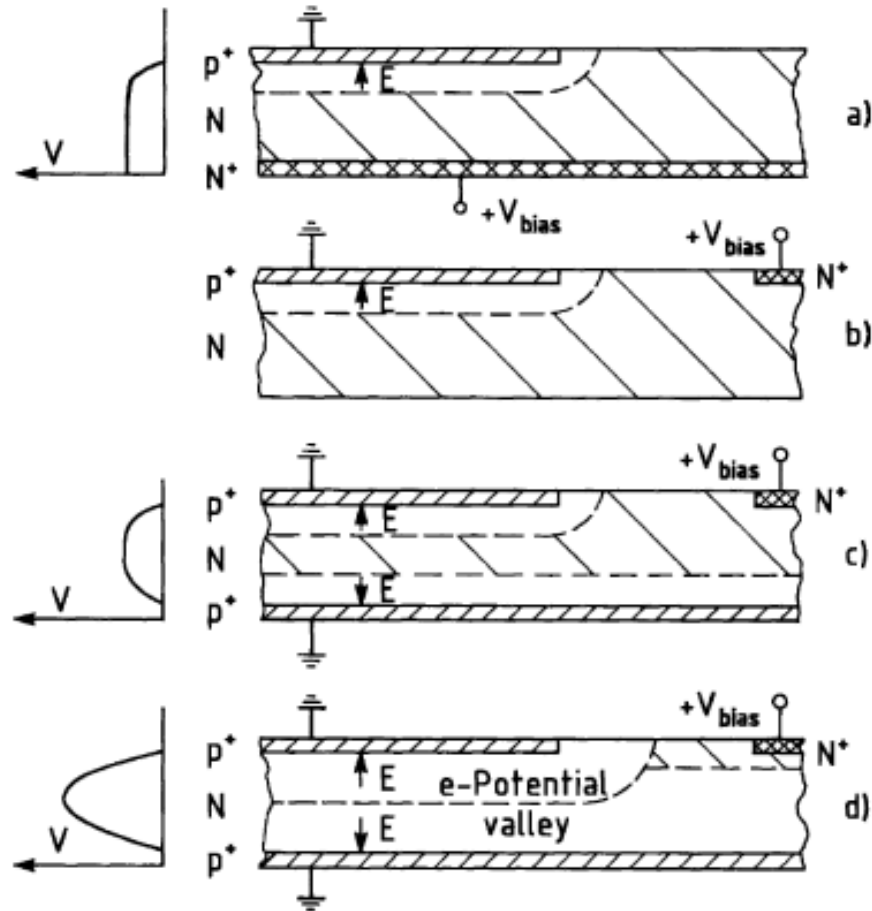 p⁺
E
N
a)
V
N⁺
+V_bias
+V_bias
p⁺
E
N⁺
N
b)
+V_bias
p⁺
E
N⁺
N
c)
E
V
p⁺
+V_bias
p⁺
N⁺
E
e-Potential
N
valley
d)
E
V
p⁺